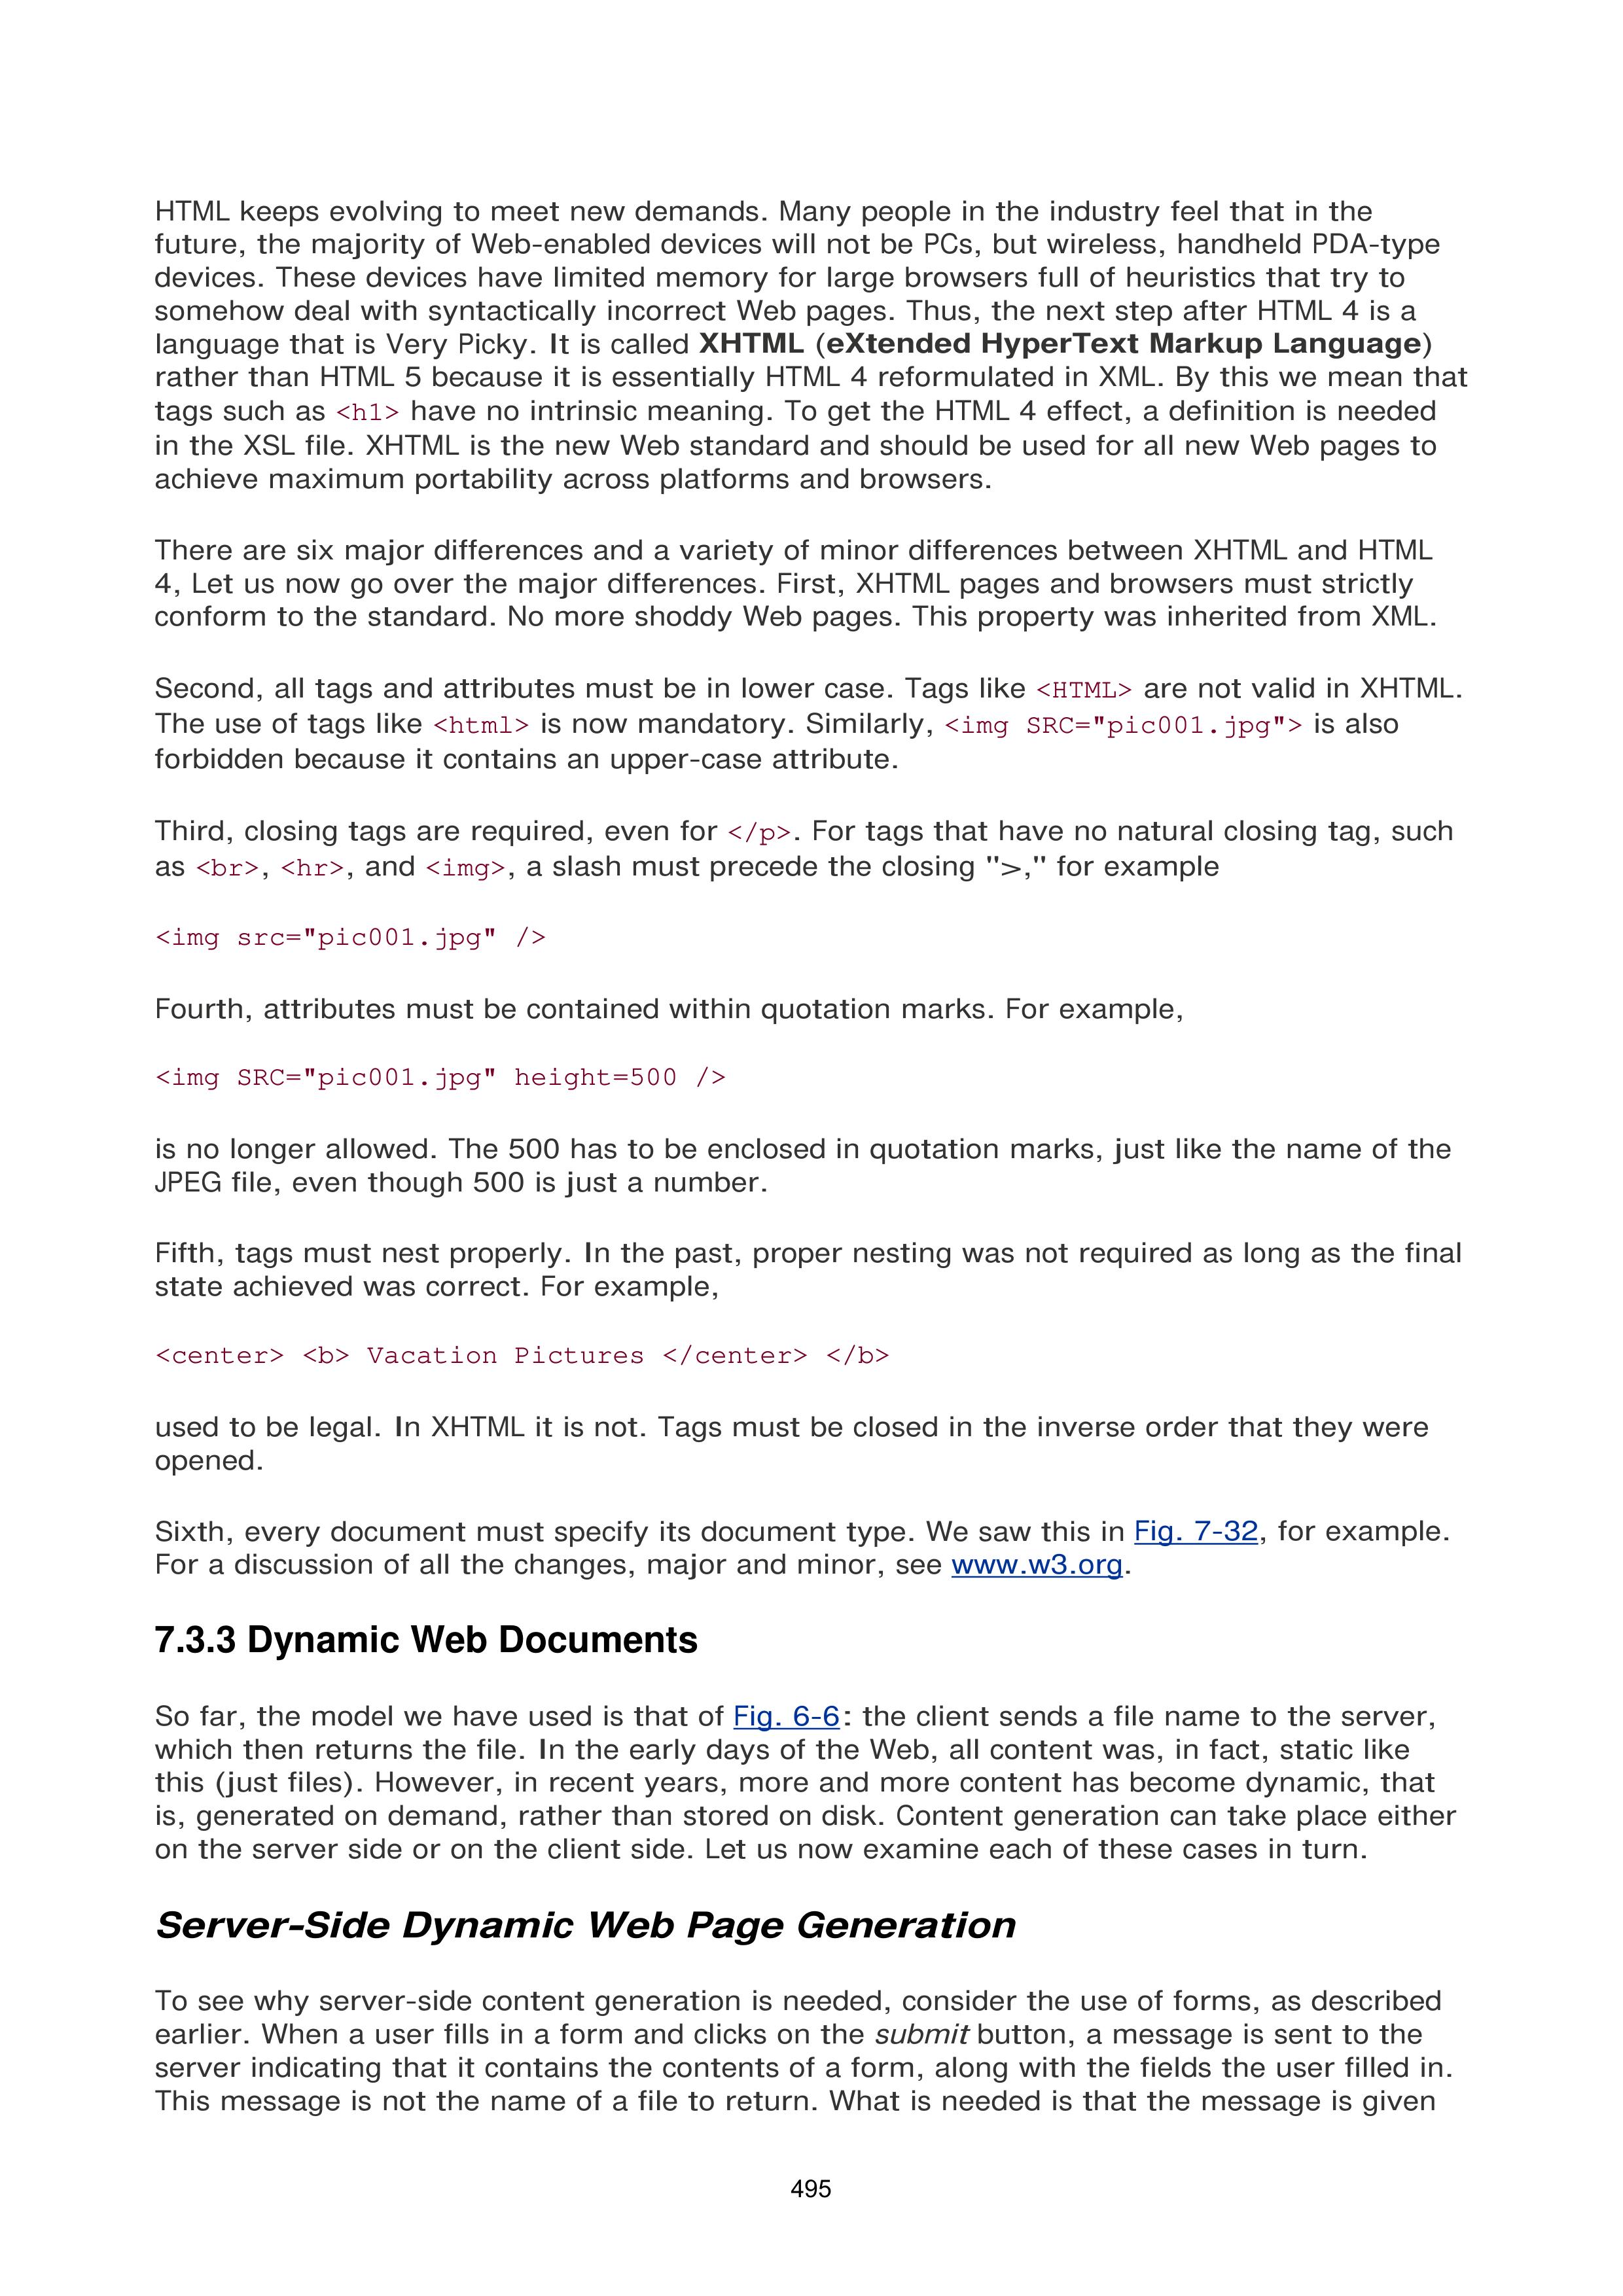 HTML keeps evolving to meet new demands. Many people in the industry feel that in the
future, the majority of Web-enabled devices will not be PCs, but wireless, handheld PDA-type
devices. These devices have limited memory for large browsers full of heuristics that try to
somehow deal with syntactically incorrect Web pages. Thus, the next step after HTML 4 is a
language that is Very Picky. It is called XHTML (eXtended HyperText Markup Language)
rather than HTML 5 because it is essentially HTML 4 reformulated in XML. By this we mean that
tags such as <h1> have no intrinsic meaning. To get the HTML 4 effect, a definition is needed
in the XSL file. XHTML is the new Web standard and should be used for all new Web pages to
achieve maximum portability across platforms and browsers.
There are six major differences and a variety of minor differences between XHTML and HTML
4, Let us now go over the major differences. First, XHTML pages and browsers must strictly
conform to the standard. No more shoddy Web pages. This property was inherited from XML.
Second, all tags and attributes must be in lower case. Tags like <HTML> are not valid in XHTML.
The use of tags like <html> is now mandatory. Similarly, <img SRC="pic001.jpg"> is also
forbidden because it contains an upper-case attribute.
Third, closing tags are required, even for </p>. For tags that have no natural closing tag, such
as <br>, <hr>, and <img>, a slash must precede the closing ">," for example
<img src="pic001.jpg" />
Fourth, attributes must be contained within quotation marks. For example,
<img SRC="pic001.jpg" height=500 />
is no longer allowed. The 500 has to be enclosed in quotation marks, just like the name of the
JPEG file, even though 500 is just a number.
Fifth, tags must nest properly. In the past, proper nesting was not required as long as the final
state achieved was correct. For example,
<center> <b> Vacation Pictures </center> </b>
used to be legal. In XHTML it is not. Tags must be closed in the inverse order that they were
opened.
Sixth, every document must specify its document type. We saw this in Fig. 7-32, for example.
For a discussion of all the changes, major and minor, see www.w3.org.
7.3.3 Dynamic Web Documents
So far, the model we have used is that of Fig. 6-6: the client sends a file name to the server,
which then returns the file. In the early days of the Web, all content was, in fact, static like
this (just files). However, in recent years, more and more content has become dynamic, that
is, generated on demand, rather than stored on disk. Content generation can take place either
on the server side or on the client side. Let us now examine each of these cases in turn.
Server-Side Dynamic Web Page Generation
To see why server-side content generation is needed, consider the use of forms, as described
earlier. When a user fills in a form and clicks on the submit button, a message is sent to the
server indicating that it contains the contents of a form, along with the fields the user filled in.
This message is not the name of a file to return. What is needed is that the message is given
495